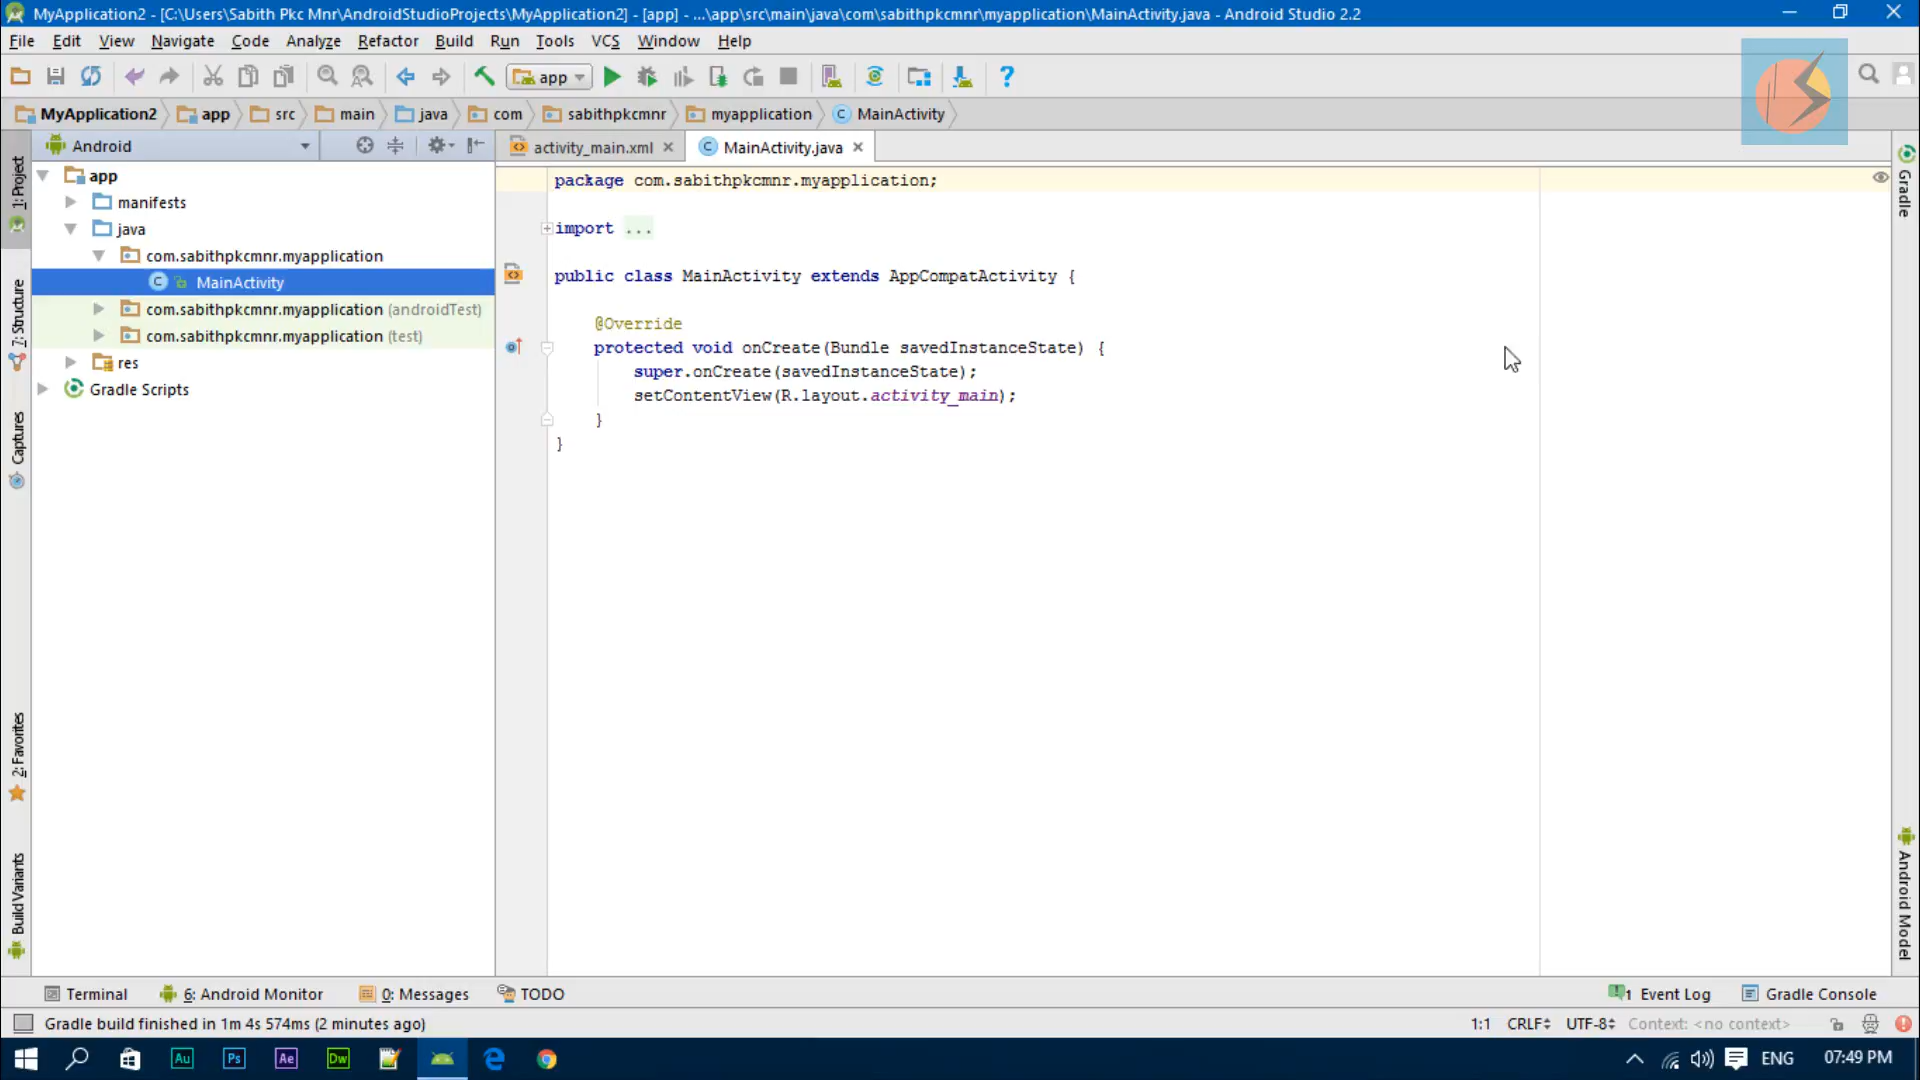 MyApplication2 - [C:\Users\Sabith Pkc Mnr\AndroidStudioProjects\MyApplication2] - [app] - ...\app\src\main\java\com\sabithpkcmnr\myapplication\MainActivity.java - Android Studio 2.2
File Edit View Navigate Code Analyze Refactor Build Run Tools VCS Window Help
app
MyApplication2 app src main java com sabithpkcmnr myapplication MainActivity
Android
activity_main.xml
MainActivity.java
app
manifests
java
com.sabithpkcmnr.myapplication
MainActivity
com.sabithpkcmnr.myapplication (androidTest)
com.sabithpkcmnr.myapplication (test)
res
Gradle Scripts
1: Project
7: Structure
Captures
2: Favorites
Build Variants
package com.sabithpkcmnr.myapplication;
import ...
public class MainActivity extends AppCompatActivity {
@Override
protected void onCreate(Bundle savedInstanceState) {
super.onCreate(savedInstanceState);
setContentView(R.layout.activity_main);
}
}
Gradle
Android Model
Terminal 6: Android Monitor 0: Messages TODO
1 Event Log Gradle Console
Gradle build finished in 1m 4s 574ms (2 minutes ago)
1:1 CRLF UTF-8 Context: <no context>
Au Ps Ae Dw
ENG 07:49 PM